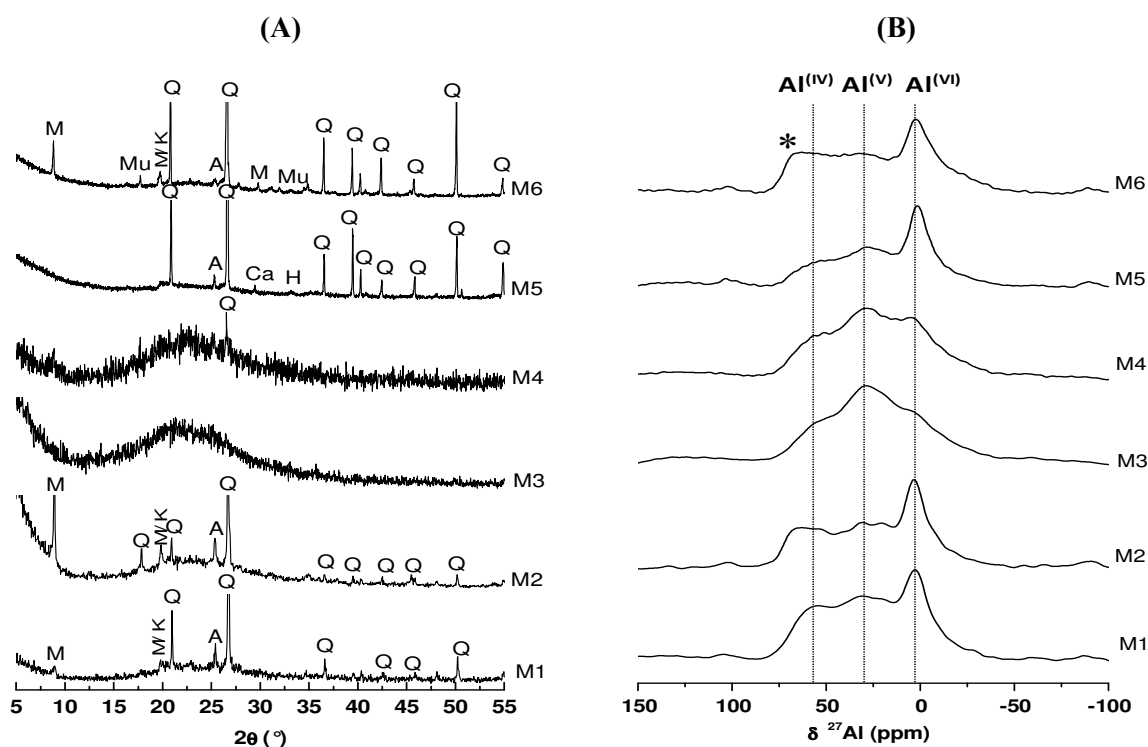 (A)
Q Q
M
Mu M/K A M Mu Q Q Q Q Q Q
M6
Q Q
A Ca H Q Q Q Q Q Q Q
M5
Q
M4
M3
M Q M/K Q A Q
Q Q Q Q Q
M2
M M/K Q A Q
Q Q Q Q
M1
5 10 15 20 25 30 35 40 45 50 55
2θ (°)
(B)
Al(IV) Al(V) Al(VI)
*
M6
M5
M4
M3
M2
M1
150 100 50 0 -50 -100
δ 27Al (ppm)